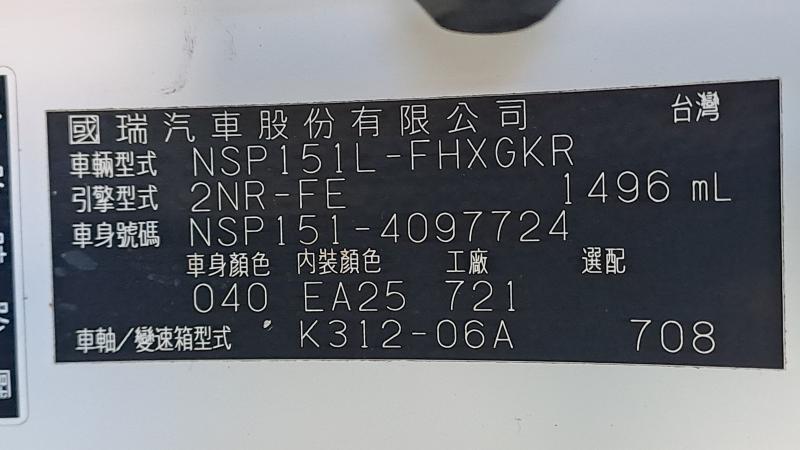 國瑞汽車股份有限公司 台灣
車輛型式 NSP151L-FHXGKR
引擎型式 2NR-FE 1496 mL
車身號碼 NSP151-4097724
車身顏色 內裝顏色 工廠 選配
040 EA25 721
車軸/變速箱型式 K312-06A 708